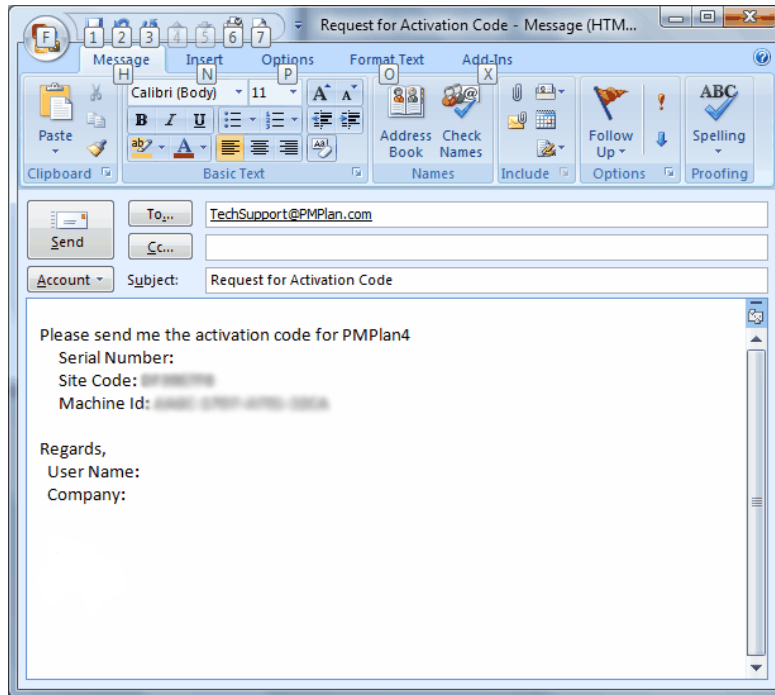 Request for Activation Code - Message (HTM...
F 1 2 3 4 5 6 7
Message Insert Options Format Text Add-Ins
H N P O X
Calibri (Body) 11 A A ABC
Paste B I U Address Book Check Names Follow Up Spelling
ab A Aa
Clipboard Basic Text Names Include Options Proofing
To... TechSupport@PMPlan.com
Send Cc...
Account Subject: Request for Activation Code
Please send me the activation code for PMPlan4
Serial Number:
Site Code:
Machine Id:
Regards,
User Name:
Company: